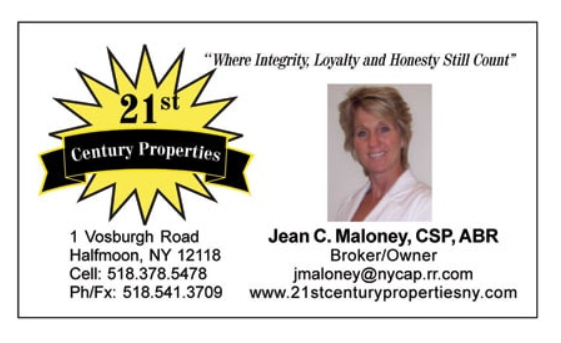 "Where Integrity, Loyalty and Honesty Still Count"
21st
Century Properties
1 Vosburgh Road
Halfmoon, NY 12118
Cell: 518.378.5478
Ph/Fx: 518.541.3709
Jean C. Maloney, CSP, ABR
Broker/Owner
jmaloney@nycap.rr.com
www.21stcenturypropertiesny.com